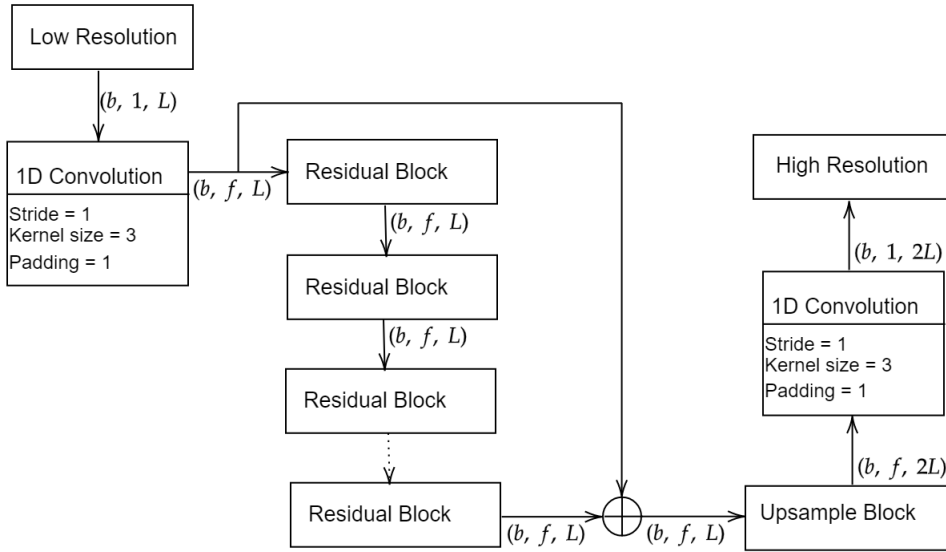 Low Resolution
(b, 1, L)
1D Convolution
Stride = 1
Kernel size = 3
Padding = 1
(b, f, L)
Residual Block
(b, f, L)
Residual Block
(b, f, L)
Residual Block
Residual Block
(b, f, L)
(b, f, L)
Upsample Block
(b, f, 2L)
1D Convolution
Stride = 1
Kernel size = 3
Padding = 1
(b, 1, 2L)
High Resolution